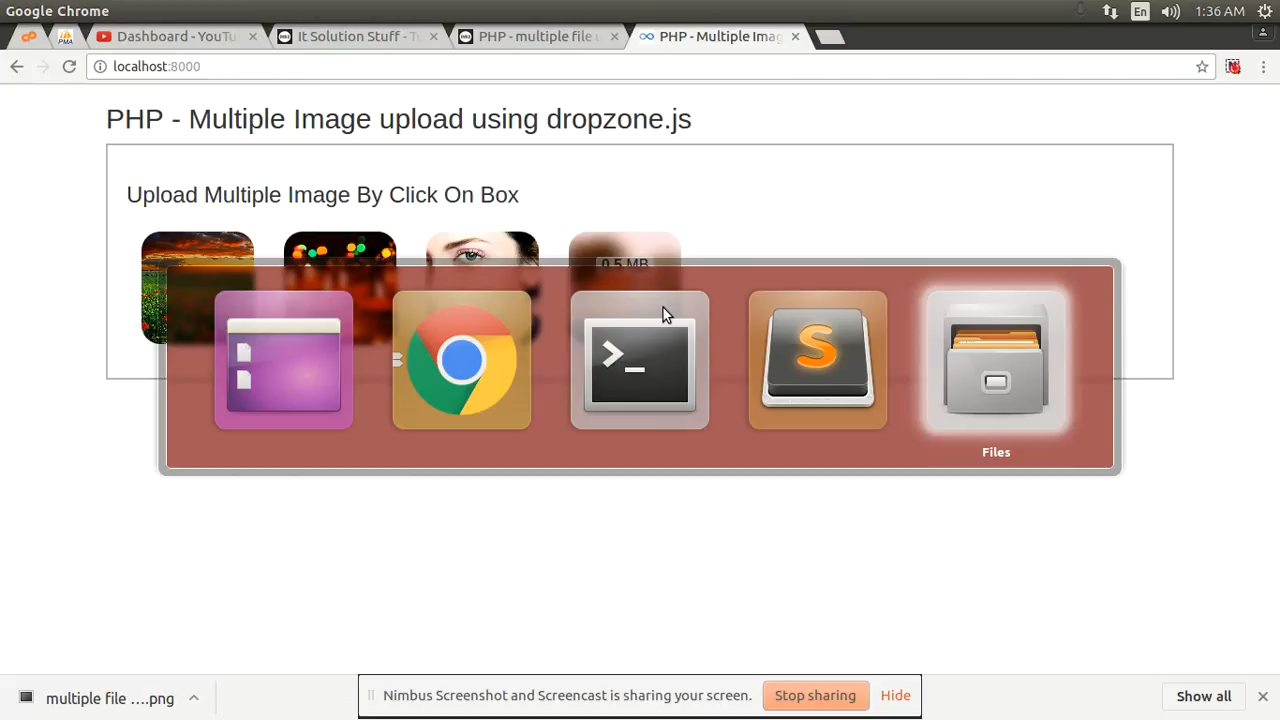 Google Chrome
En
1:36 AM
Dashboard - YouTu
It Solution Stuff - Tu
PHP - multiple file u
PHP - Multiple Imag
localhost:8000
PHP - Multiple Image upload using dropzone.js
Upload Multiple Image By Click On Box
0.5 MB
Files
multiple file ....png
Nimbus Screenshot and Screencast is sharing your screen.
Stop sharing
Hide
Show all